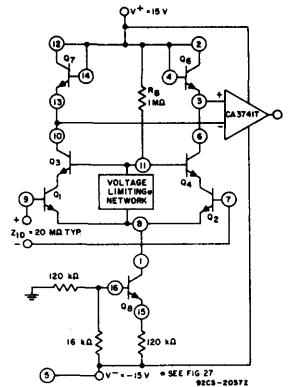 V+ = 15 V
12
2
Q7
14
4
Q6
RB
1MΩ
13
3
+
CA3741T
-
10
6
Q3
11
Q4
9
Q1
VOLTAGE
LIMITING*
NETWORK
7
Q2
+
8
ZID = 20 MΩ TYP.
-
1
120 kΩ
16
Q8
15
16 kΩ
120 kΩ
5
V- = -15 V
* SEE FIG 27
92CS-20372